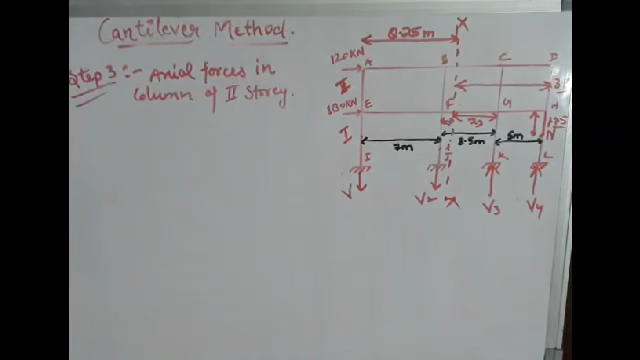 Cantilever Method.
Step 3 :- Axial forces in
column of II Storey.
X
8.25m
120KN
A B C D
II
180KN
E F G H
I
7m 3.5m 5m
I K L
V V2 X V3 V4